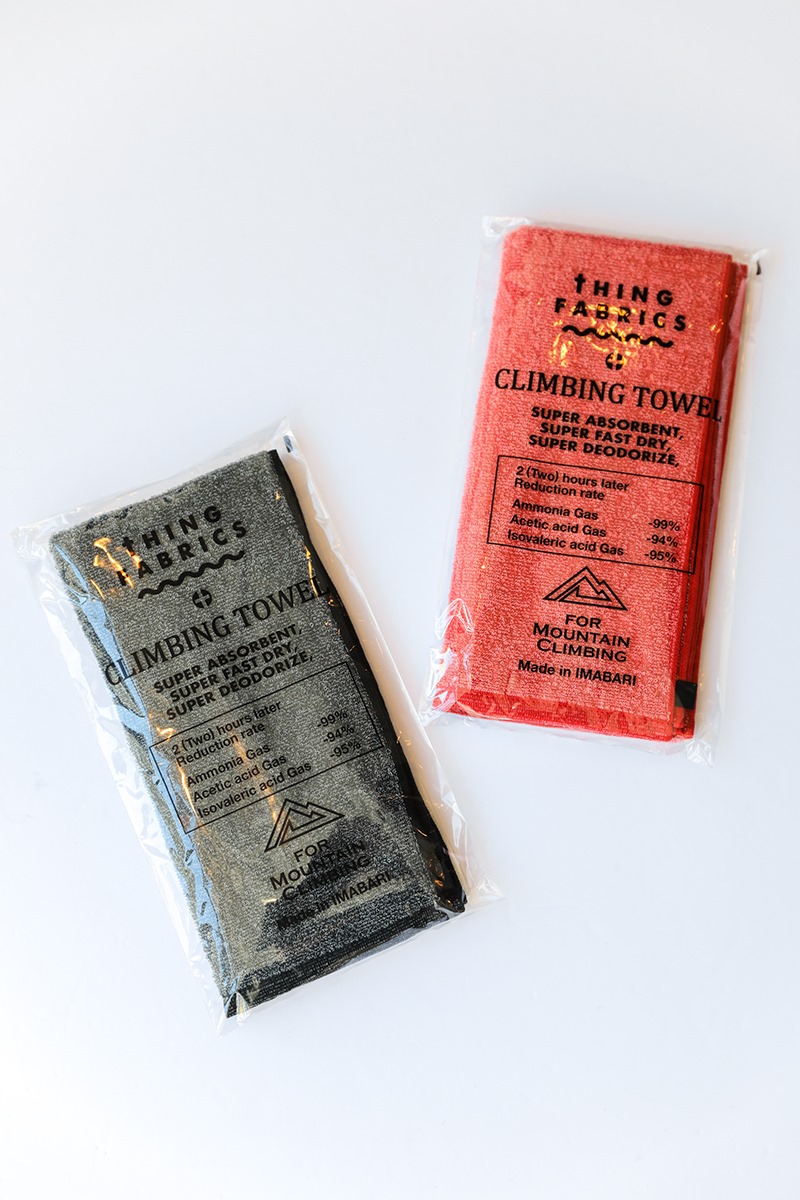 tHING
FABRICS
CLIMBING TOWEL
SUPER ABSORBENT,
SUPER FAST DRY,
SUPER DEODORIZE,
2 (Two) hours later
Reduction rate
Ammonia Gas -99%
Acetic acid Gas -94%
Isovaleric acid Gas -95%
FOR
MOUNTAIN
CLIMBING
Made in IMABARI
tHING
FABRICS
CLIMBING TOWEL
SUPER ABSORBENT,
SUPER FAST DRY,
SUPER DEODORIZE,
2 (Two) hours later
Reduction rate
Ammonia Gas -99%
Acetic acid Gas -94%
Isovaleric acid Gas -95%
FOR
MOUNTAIN
CLIMBING
Made in IMABARI